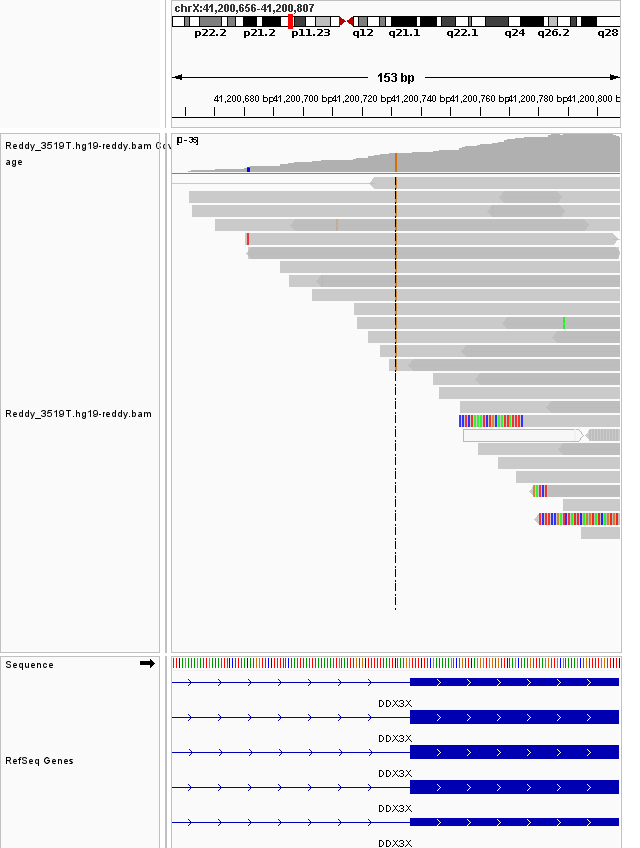 chrX:41,200,656-41,200,807
p22.2 p21.2 p11.23 q12 q21.1 q22.1 q24 q26.2 q28
153 bp
41,200,680 bp 41,200,700 bp 41,200,720 bp 41,200,740 bp 41,200,760 bp 41,200,780 bp 41,200,800 b
Reddy_3519T.hg19-reddy.bam Cov
age
[0-36]
Reddy_3519T.hg19-reddy.bam
Sequence
DDX3X
DDX3X
RefSeq Genes
DDX3X
DDX3X
DDX3X